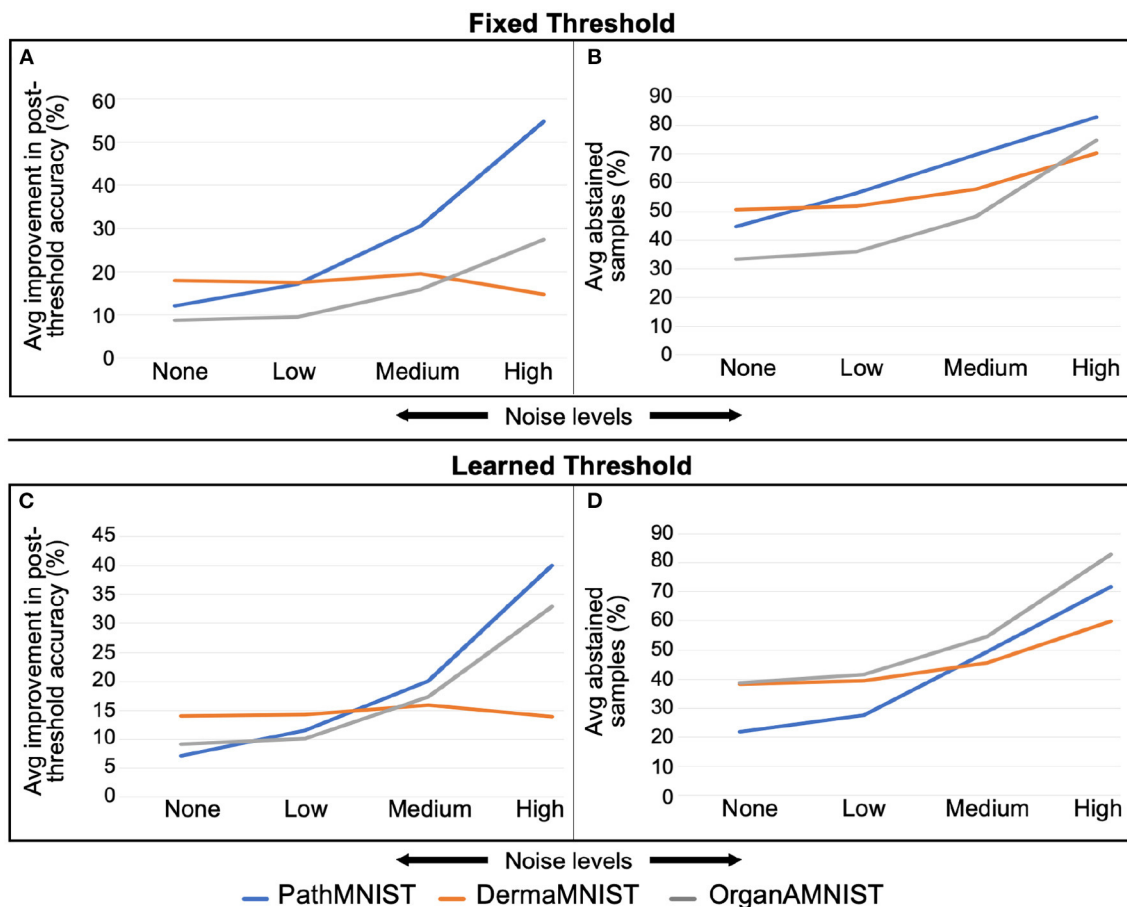 Fixed Threshold
A
Avg improvement in post-
threshold accuracy (%)
60
50
40
30
20
10
0
None Low Medium High
B
Avg abstained
samples (%)
90
80
70
60
50
40
30
20
10
0
None Low Medium High
Noise levels
Learned Threshold
C
Avg improvement in post-
threshold accuracy (%)
45
40
35
30
25
20
15
10
5
0
None Low Medium High
D
Avg abstained
samples (%)
90
80
70
60
50
40
30
20
10
0
None Low Medium High
Noise levels
PathMNIST DermaMNIST OrganAMNIST